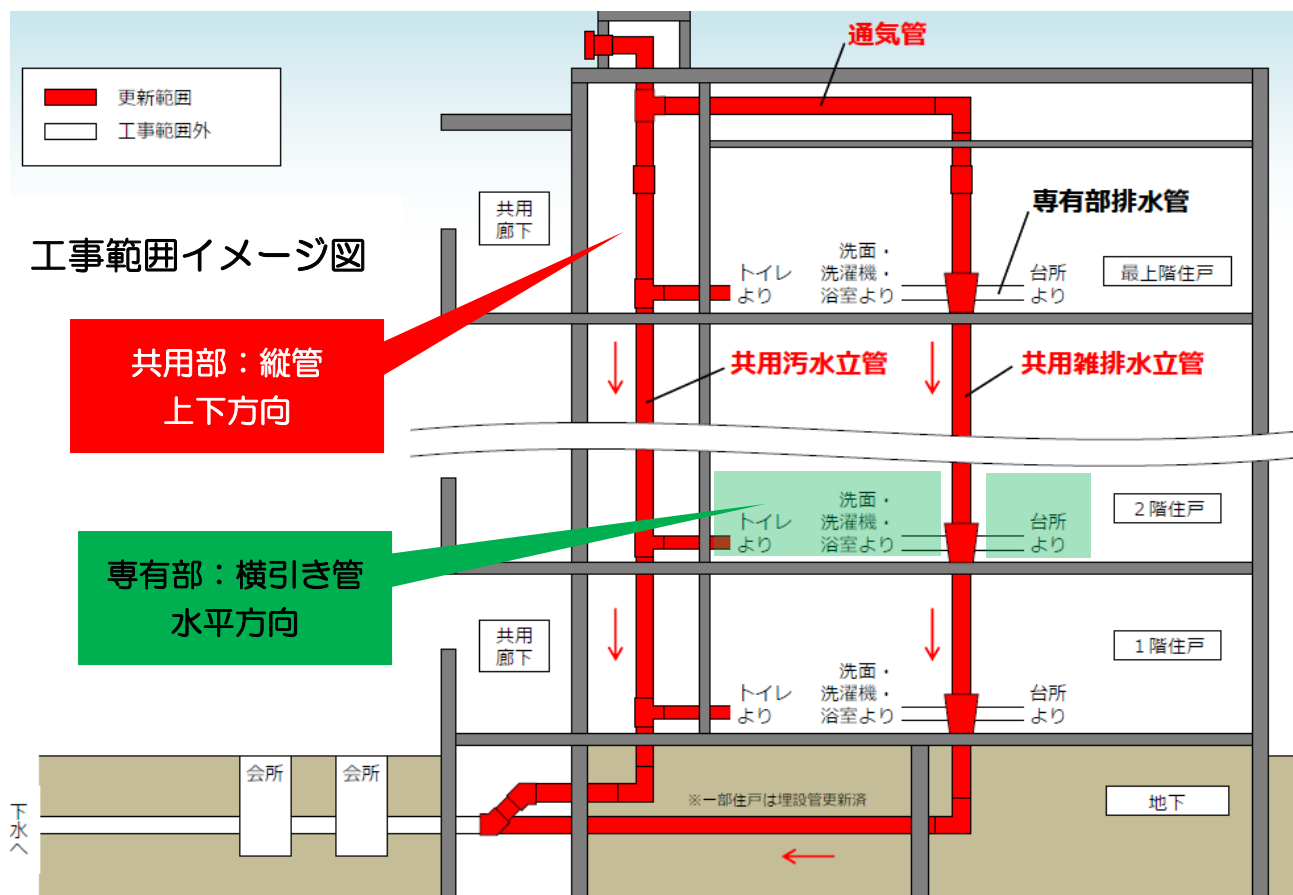 通気管
更新範囲
工事範囲外
工事範囲イメージ図
共用
廊下
専有部排水管
トイレ
より
洗面・
洗濯機・
浴室より
台所
より
最上階住戸
共用部：縦管
上下方向
共用汚水立管
共用雑排水立管
トイレ
より
洗面・
洗濯機・
浴室より
台所
より
２階住戸
専有部：横引き管
水平方向
共用
廊下
トイレ
より
洗面・
洗濯機・
浴室より
台所
より
１階住戸
会所
会所
※一部住戸は埋設管更新済
地下
下水へ